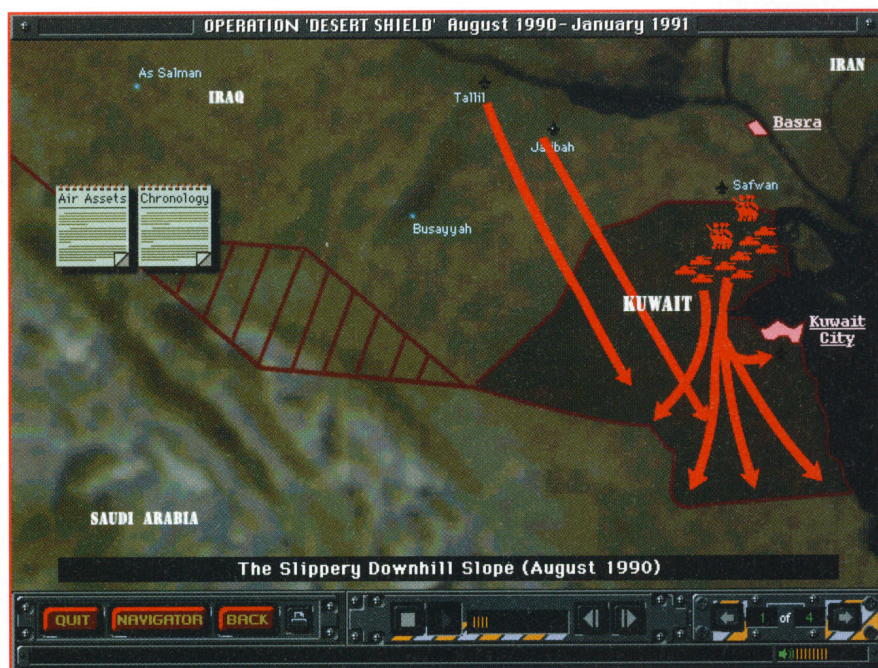 OPERATION 'DESERT SHIELD' August 1990-January 1991
As Salman
IRAQ
IRAN
Tallil
Basra
Jalibah
Safwan
Air Assets
Chronology
Busayyah
KUWAIT
Kuwait
City
SAUDI ARABIA
The Slippery Downhill Slope (August 1990)
QUIT
NAVIGATOR
BACK
1 of 4